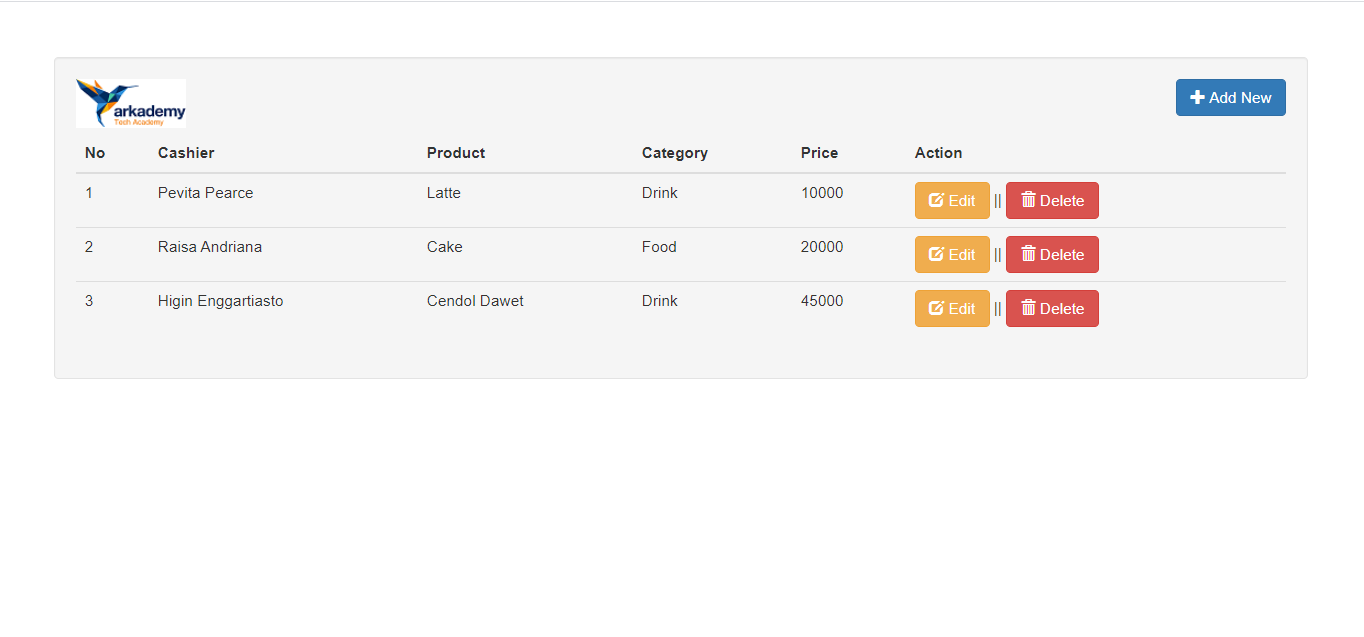 arkademy
Tech Academy
Add New
No Cashier Product Category Price Action
1 Pevita Pearce Latte Drink 10000 Edit || Delete
2 Raisa Andriana Cake Food 20000 Edit || Delete
3 Higin Enggartiasto Cendol Dawet Drink 45000 Edit || Delete